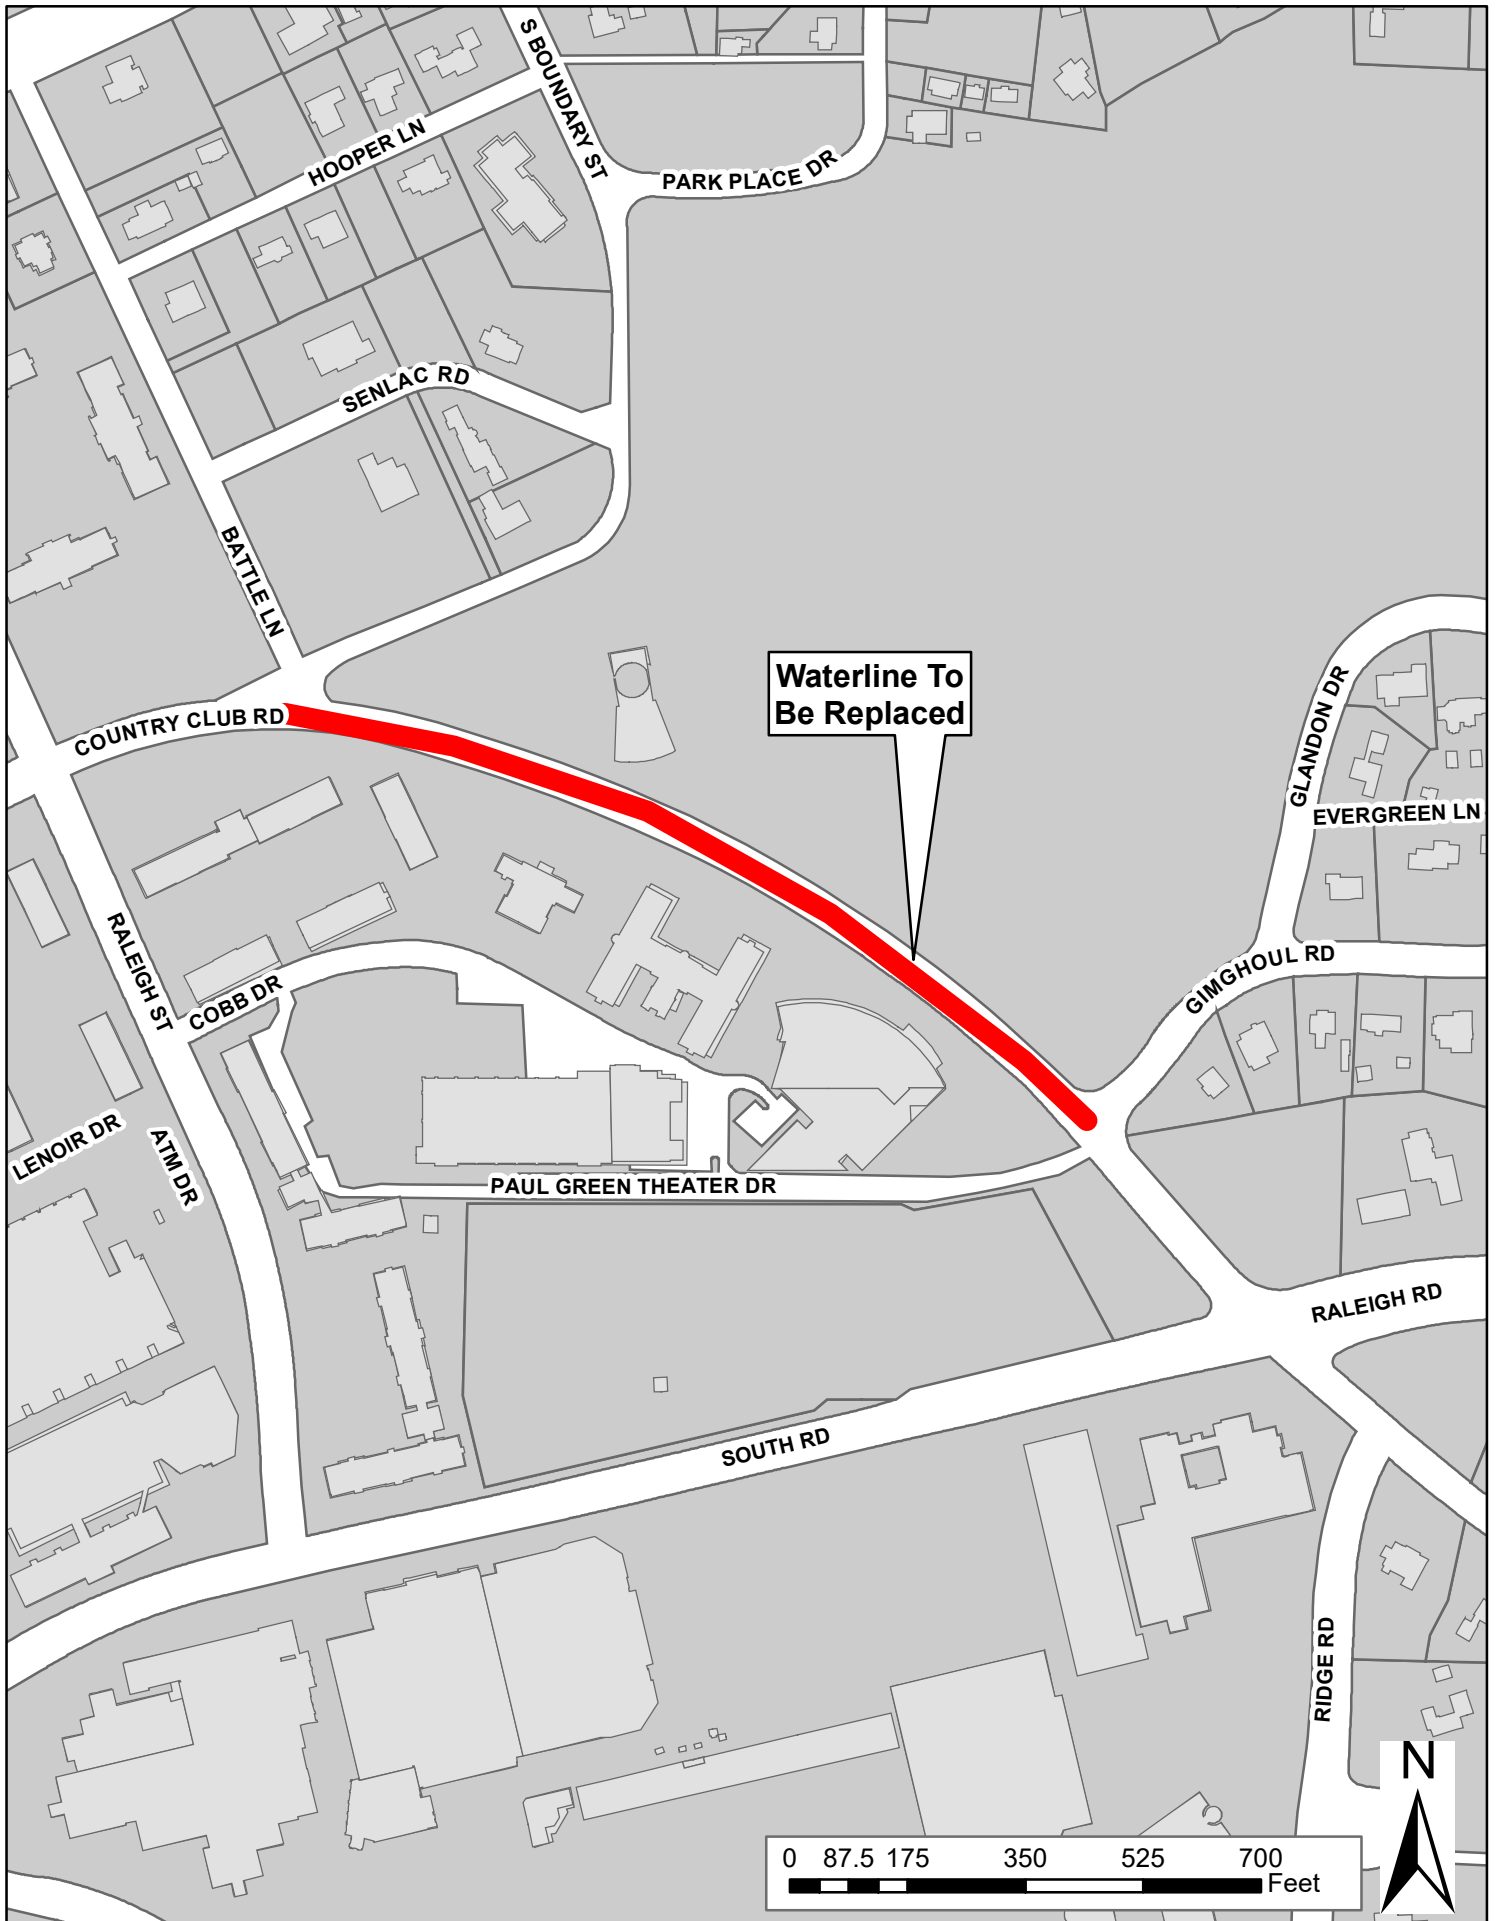 S BOUNDARY ST
HOOPER LN
PARK PLACE DR
SENLAC RD
BATTLE LN
Waterline To
Be Replaced
COUNTRY CLUB RD
GLANDON DR
EVERGREEN LN
RALEIGH ST
COBB DR
GIMGHOUL RD
LENOIR DR
ATM DR
PAUL GREEN THEATER DR
RALEIGH RD
SOUTH RD
RIDGE RD
N
0 87.5 175 350 525 700
Feet